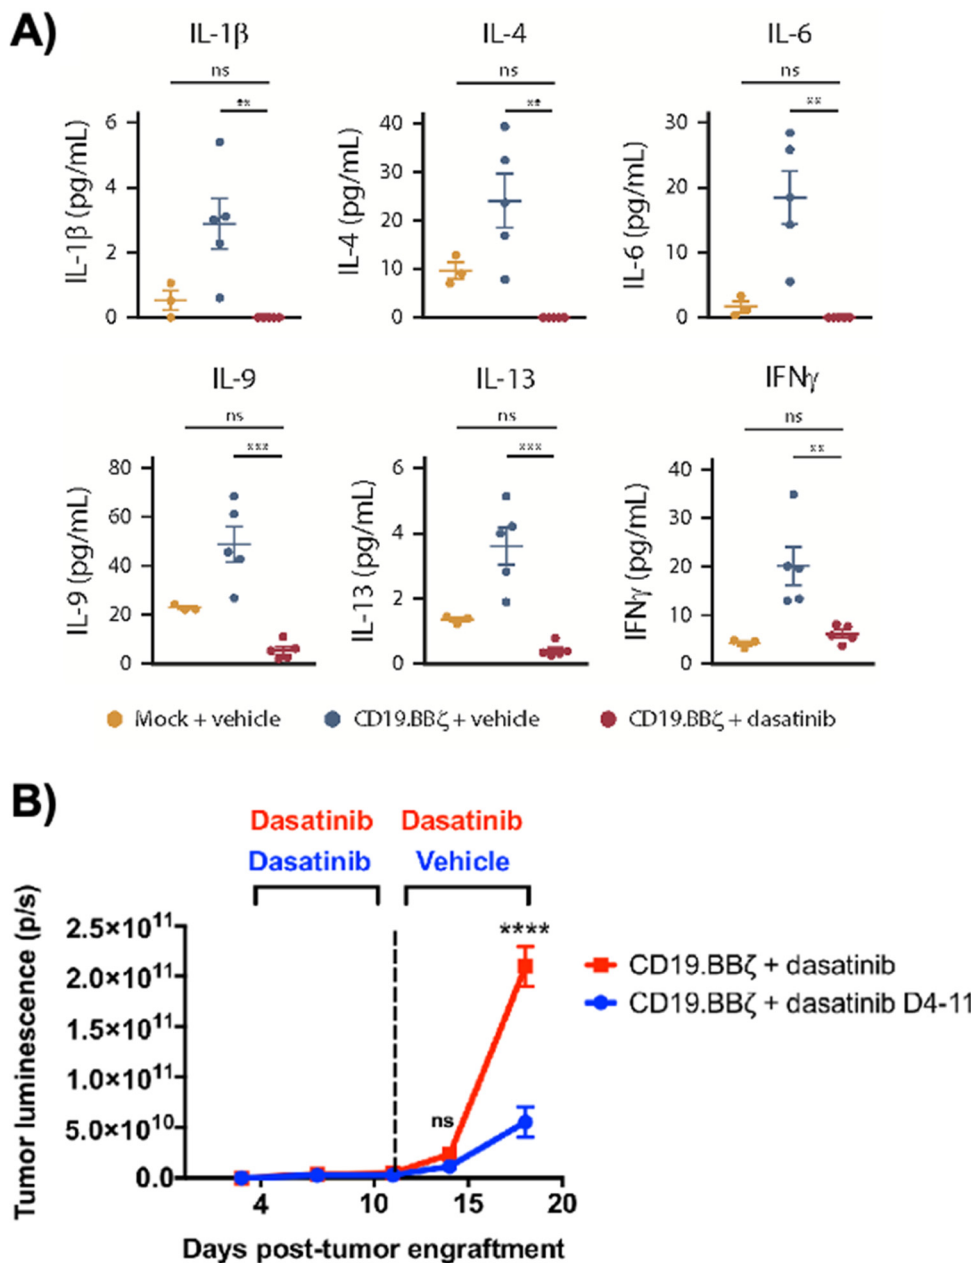 A)
IL-1β IL-4 IL-6
ns ns ns
** ** **
IL-1β (pg/mL) 6 4 2 0
IL-4 (pg/mL) 40 30 20 10 0
IL-6 (pg/mL) 30 20 10 0
IL-9 IL-13 IFNγ
ns ns ns
*** *** **
IL-9 (pg/mL) 80 60 40 20 0
IL-13 (pg/mL) 6 4 2 0
IFNγ (pg/mL) 40 30 20 10 0
Mock + vehicle CD19.BBζ + vehicle CD19.BBζ + dasatinib
B)
Dasatinib Dasatinib
Dasatinib Vehicle
Tumor luminescence (p/s)
2.5×10¹¹
2.0×10¹¹
1.5×10¹¹
1.0×10¹¹
5.0×10¹⁰
0.0
ns ****
CD19.BBζ + dasatinib
CD19.BBζ + dasatinib D4-11
4 10 15 20
Days post-tumor engraftment